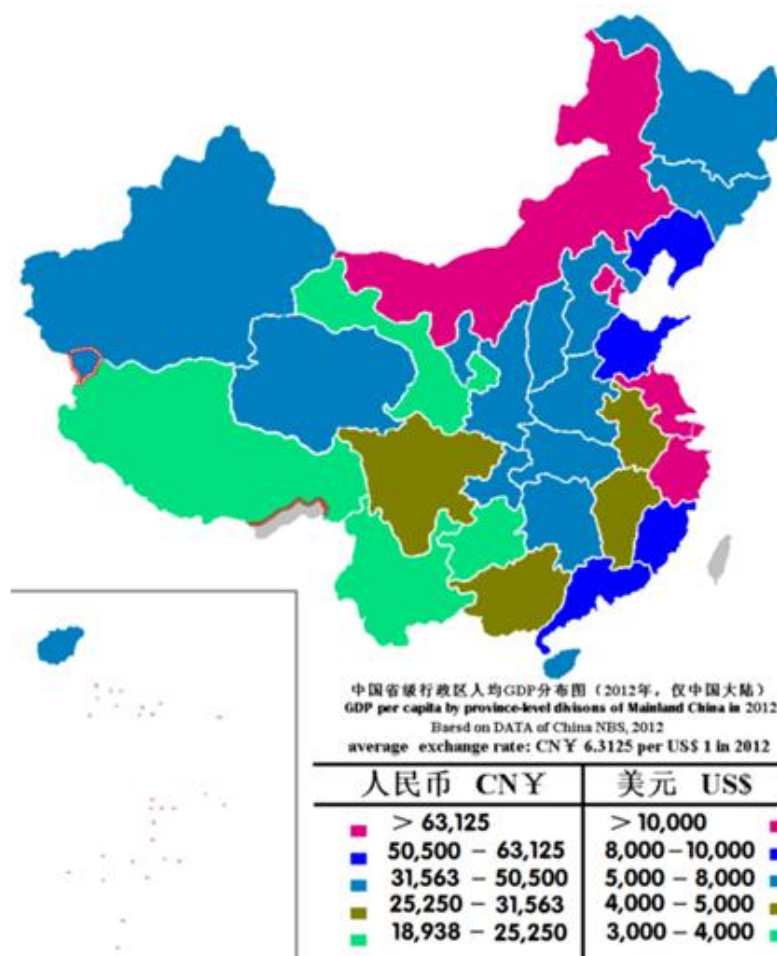 中国省级行政区人均GDP分布图（2012年，仅中国大陆）
GDP per capita by province-level divisons of Mainland China in 2012
Baesd on DATA of China NBS, 2012
average exchange rate: CN￥ 6.3125 per US$ 1 in 2012
人民币 CN￥ 美元 US$
＞63,125 ＞10,000
50,500－63,125 8,000－10,000
31,563－50,500 5,000－8,000
25,250－31,563 4,000－5,000
18,938－25,250 3,000－4,000